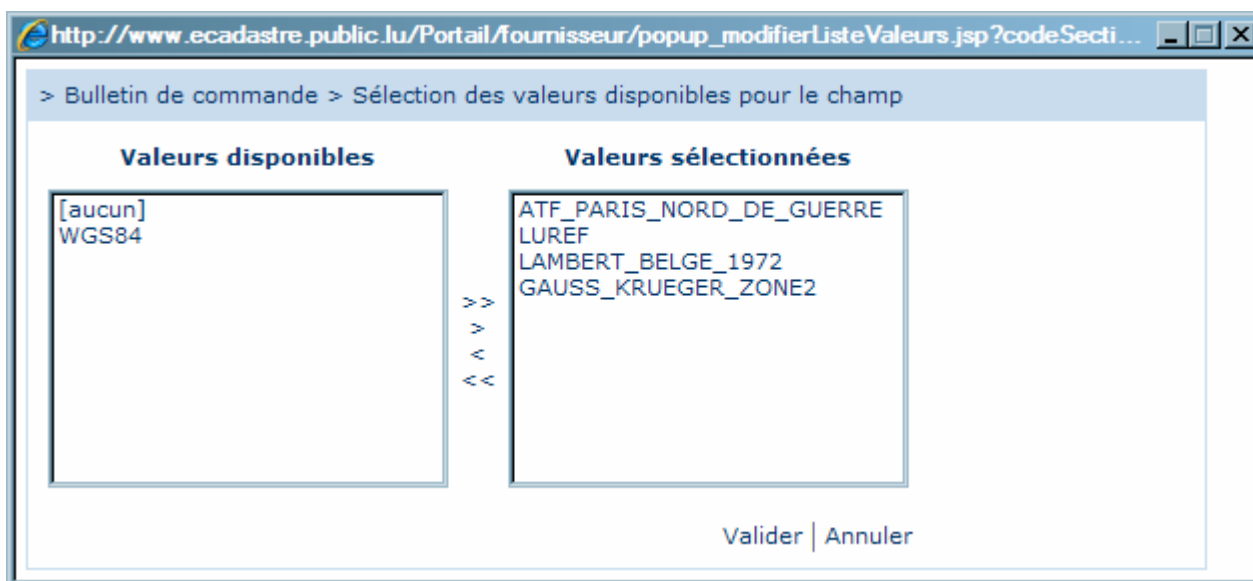 http://www.ecadastre.public.lu/Portail/fournisseur/popup_modifierListeValeurs.jsp?codeSecti...
> Bulletin de commande > Sélection des valeurs disponibles pour le champ
Valeurs disponibles
Valeurs sélectionnées
[aucun]
WGS84
>>
>
<
<<
ATF_PARIS_NORD_DE_GUERRE
LUREF
LAMBERT_BELGE_1972
GAUSS_KRUEGER_ZONE2
Valider | Annuler